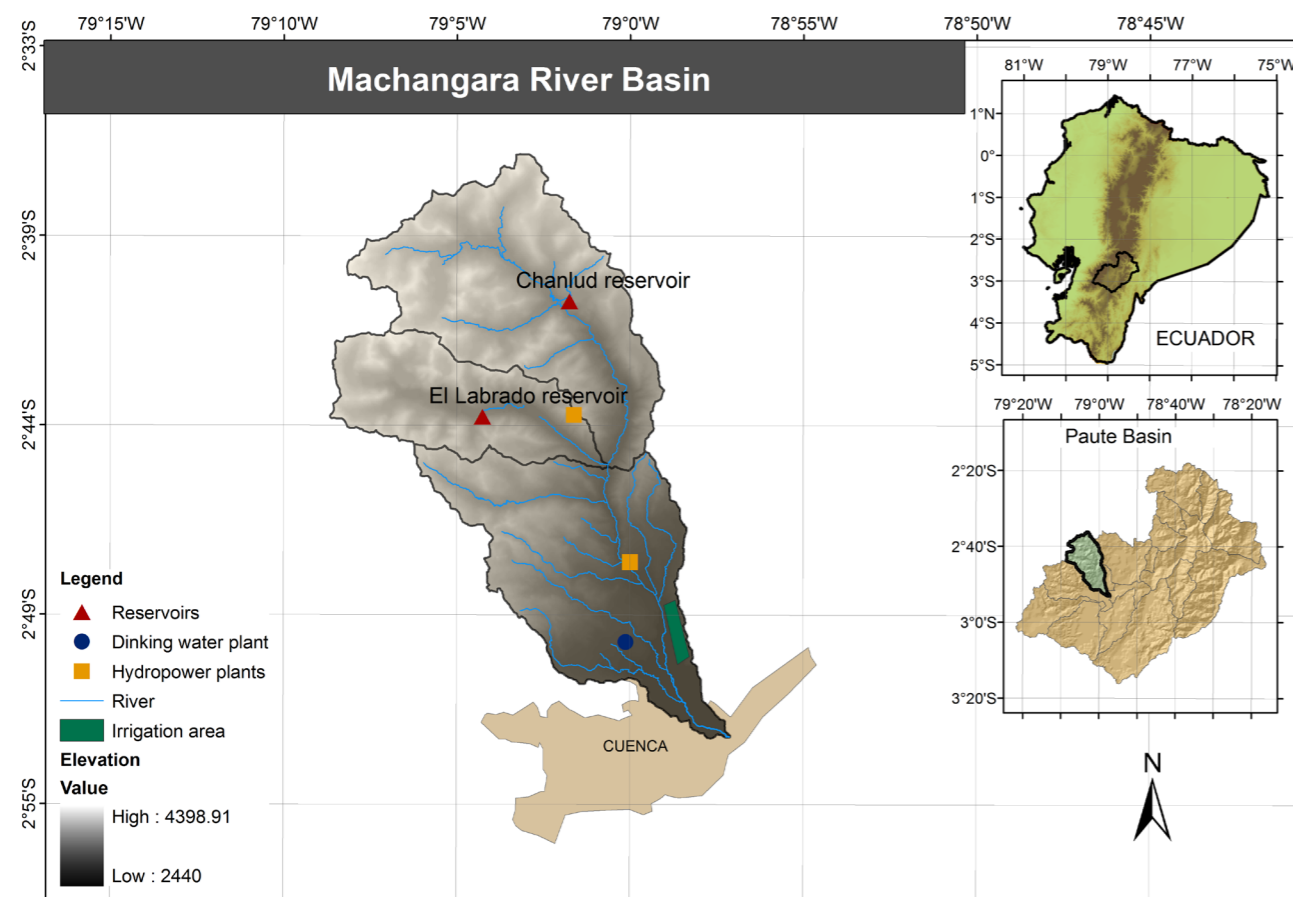 79°15'W 79°10'W 79°5'W 79°0'W 78°55'W 78°50'W 78°45'W
2°33'S
2°39'S
2°44'S
2°49'S
2°55'S
Machangara River Basin
Chanlud reservoir
El Labrado reservoir
CUENCA
Legend
Reservoirs
Dinking water plant
Hydropower plants
River
Irrigation area
Elevation
Value
High : 4398.91
Low : 2440
81°W 79°W 77°W 75°W
1°N
0°
1°S
2°S
3°S
4°S
5°S
ECUADOR
79°20'W 79°0'W 78°40'W 78°20'W
Paute Basin
2°20'S
2°40'S
3°0'S
3°20'S
N